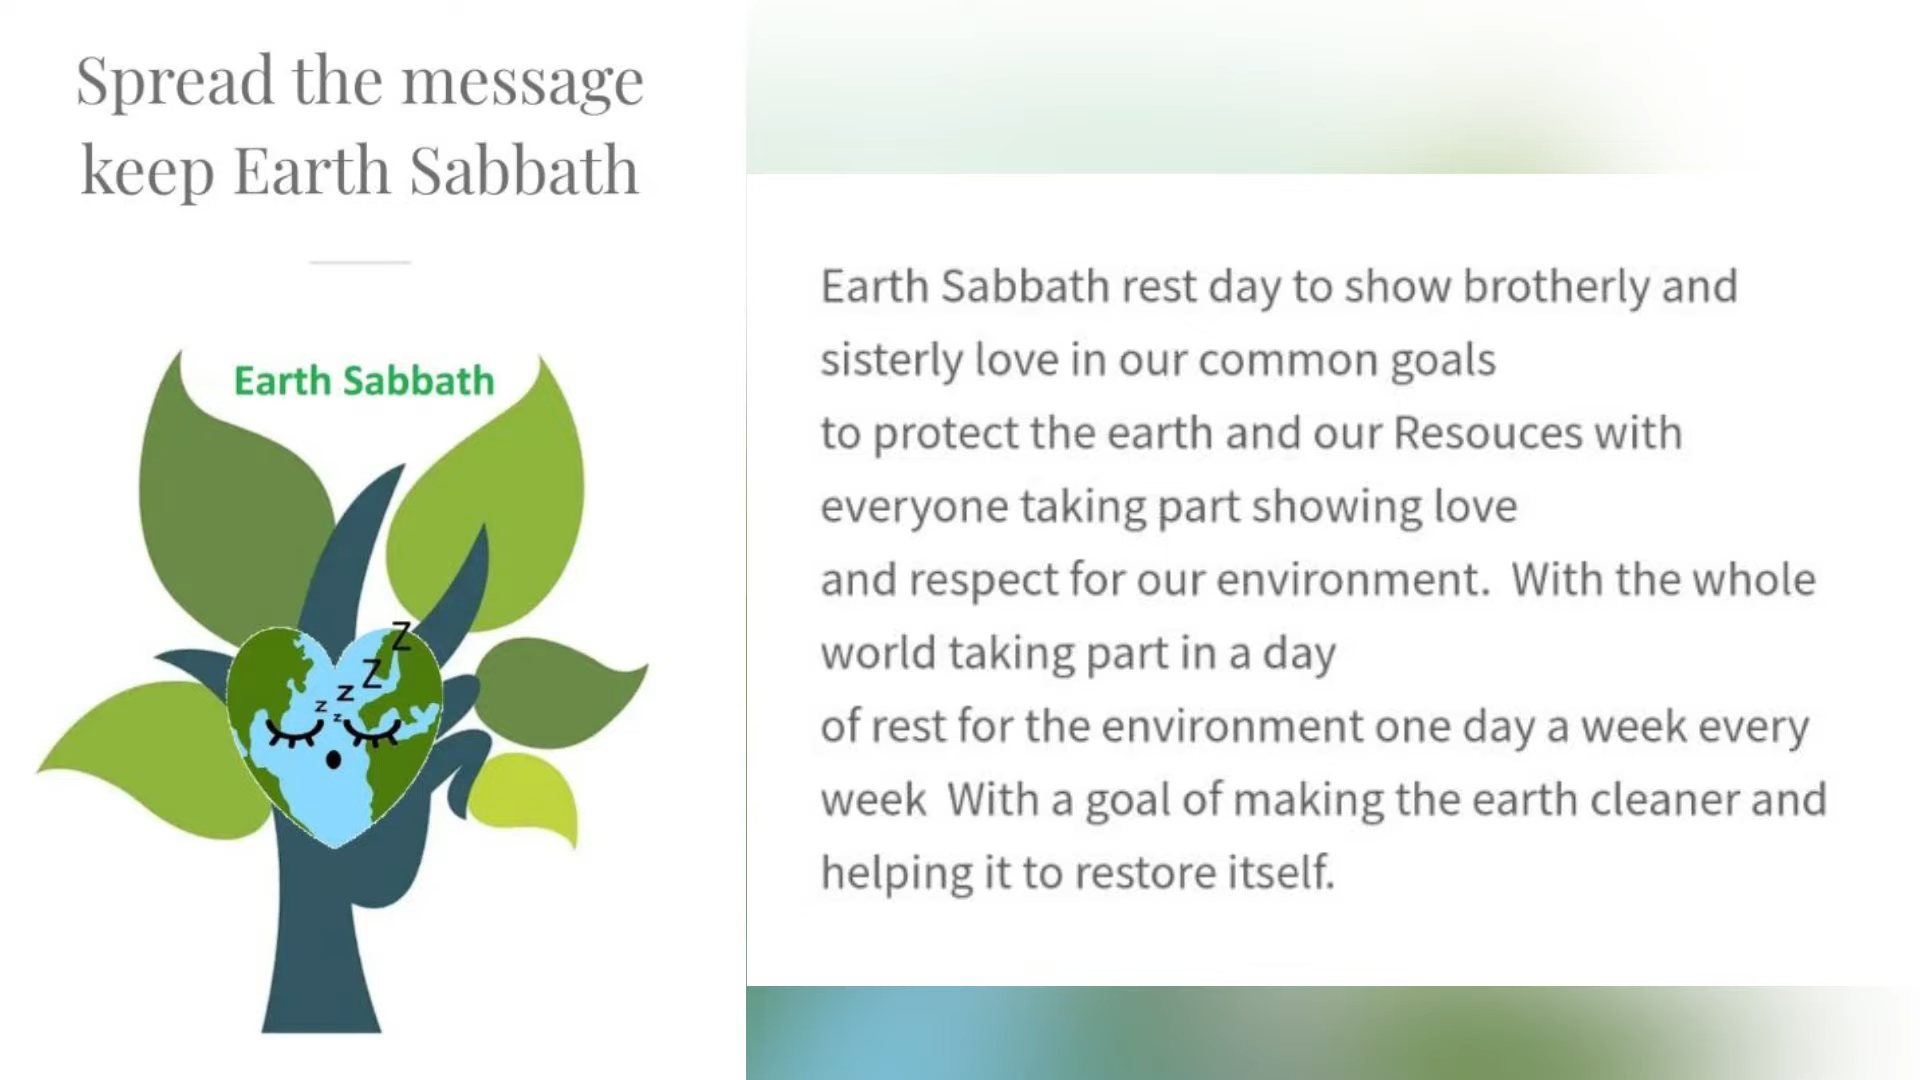 Spread the message
keep Earth Sabbath
Earth Sabbath
Z
Z
z
z
z
Earth Sabbath rest day to show brotherly and
sisterly love in our common goals
to protect the earth and our Resouces with
everyone taking part showing love
and respect for our environment.  With the whole
world taking part in a day
of rest for the environment one day a week every
week  With a goal of making the earth cleaner and
helping it to restore itself.